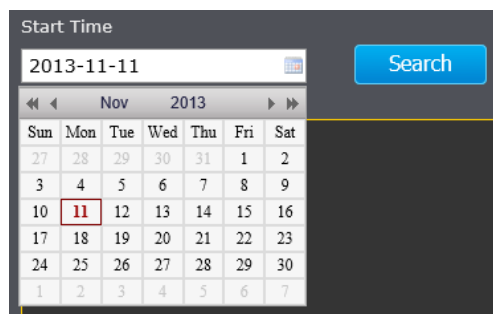 Start Time
2013-11-11
Search
Nov 2013
Sun Mon Tue Wed Thu Fri Sat
27 28 29 30 31 1 2
3 4 5 6 7 8 9
10 11 12 13 14 15 16
17 18 19 20 21 22 23
24 25 26 27 28 29 30
1 2 3 4 5 6 7